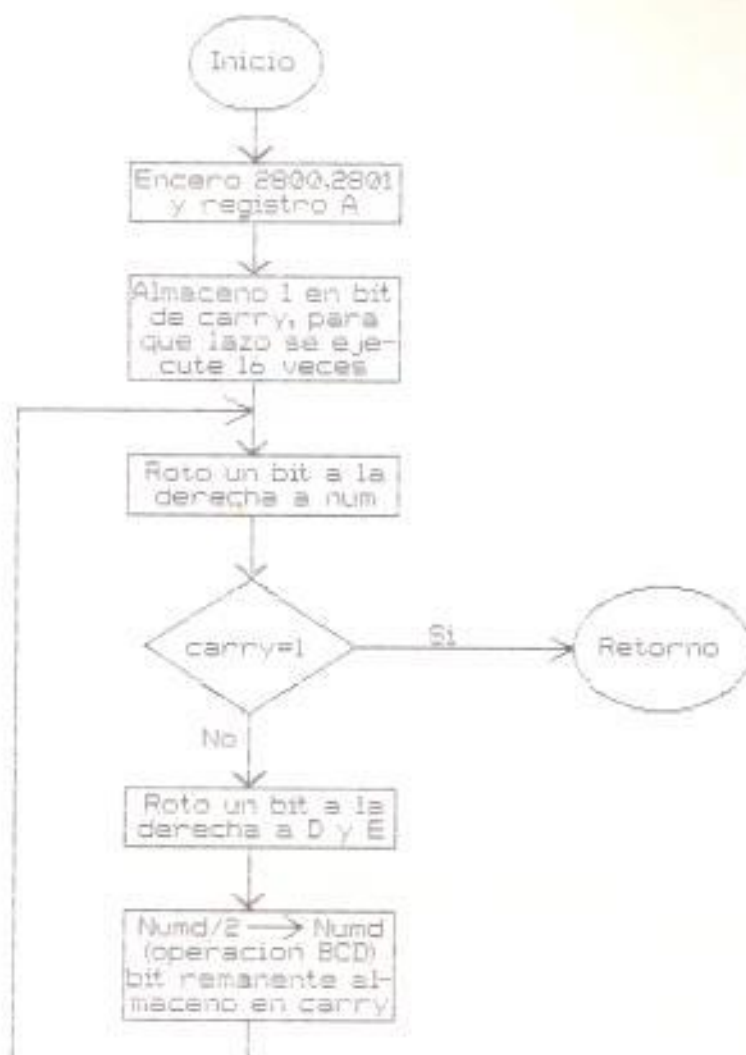 Inicio
Encero 2800,2801
y registro A
Almaceno 1 en bit
de carry, para
que lazo se eje-
cute 16 veces
Roto un bit a la
derecha a num
carry=1
Si
Retorno
No
Roto un bit a la
derecha a D y E
Numd/2 → Numd
(operacion BCD)
bit remanente al-
maceno en carry